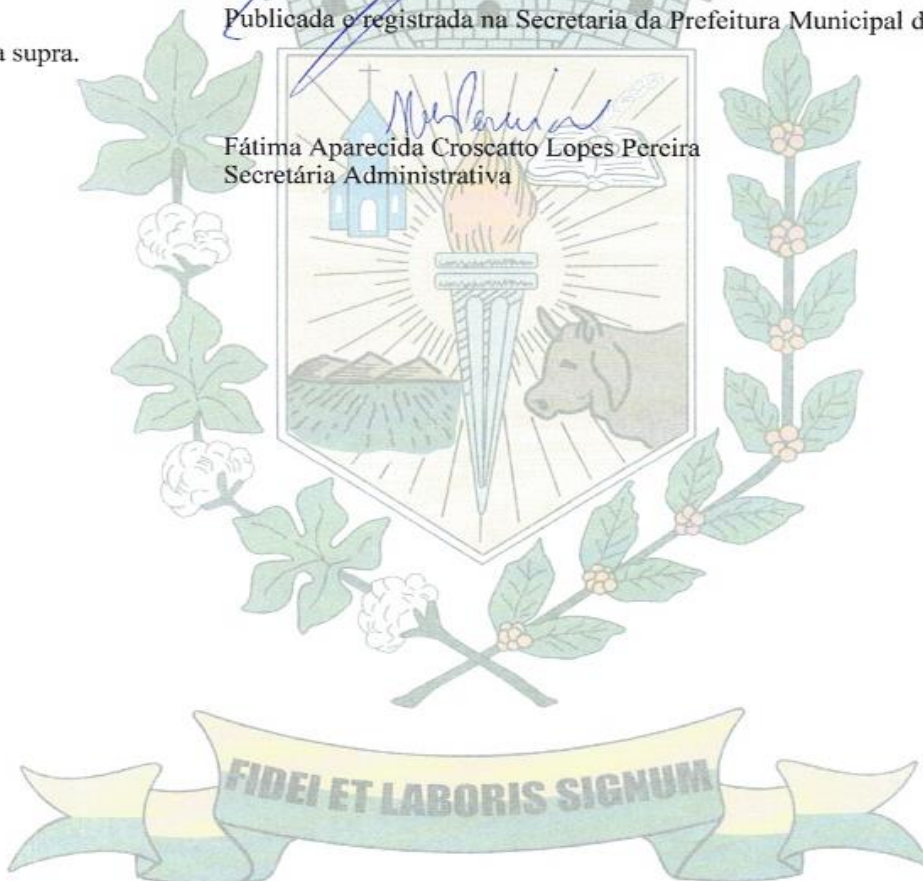 Publicada e registrada na Secretaria da Prefeitura Municipal d
a supra.
Fátima Aparecida Croscatto Lopes Pereira
Secretária Administrativa
FIDEI ET LABORIS SIGNUM